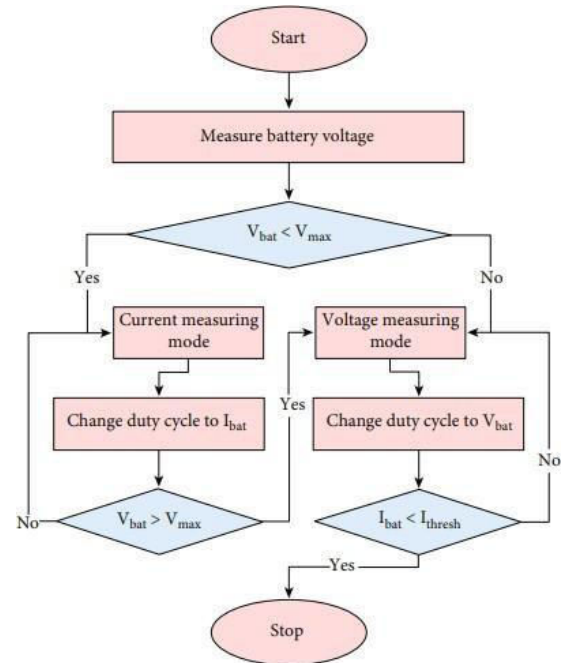 Start
Measure battery voltage
V_bat < V_max
Yes
No
Current measuring
mode
Voltage measuring
mode
Change duty cycle to I_bat
Yes
Change duty cycle to V_bat
No
No
V_bat > V_max
I_bat < I_thresh
Yes
Stop